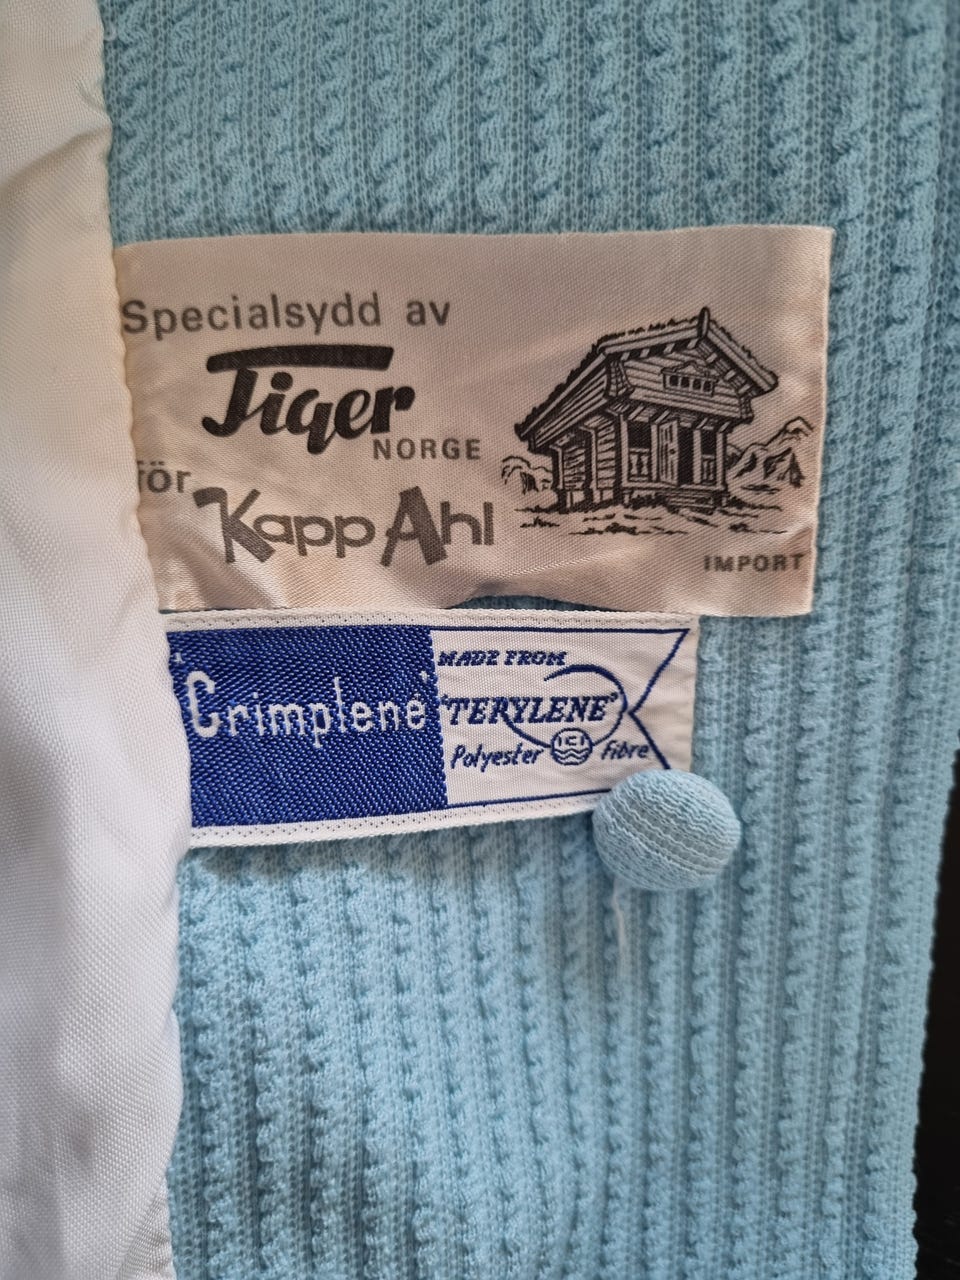 Specialsydd av
Tiger
NORGE
för
KappAhl
IMPORT
"Crimplene"
MADE FROM
"TERYLENE"
ICI
Polyester Fibre